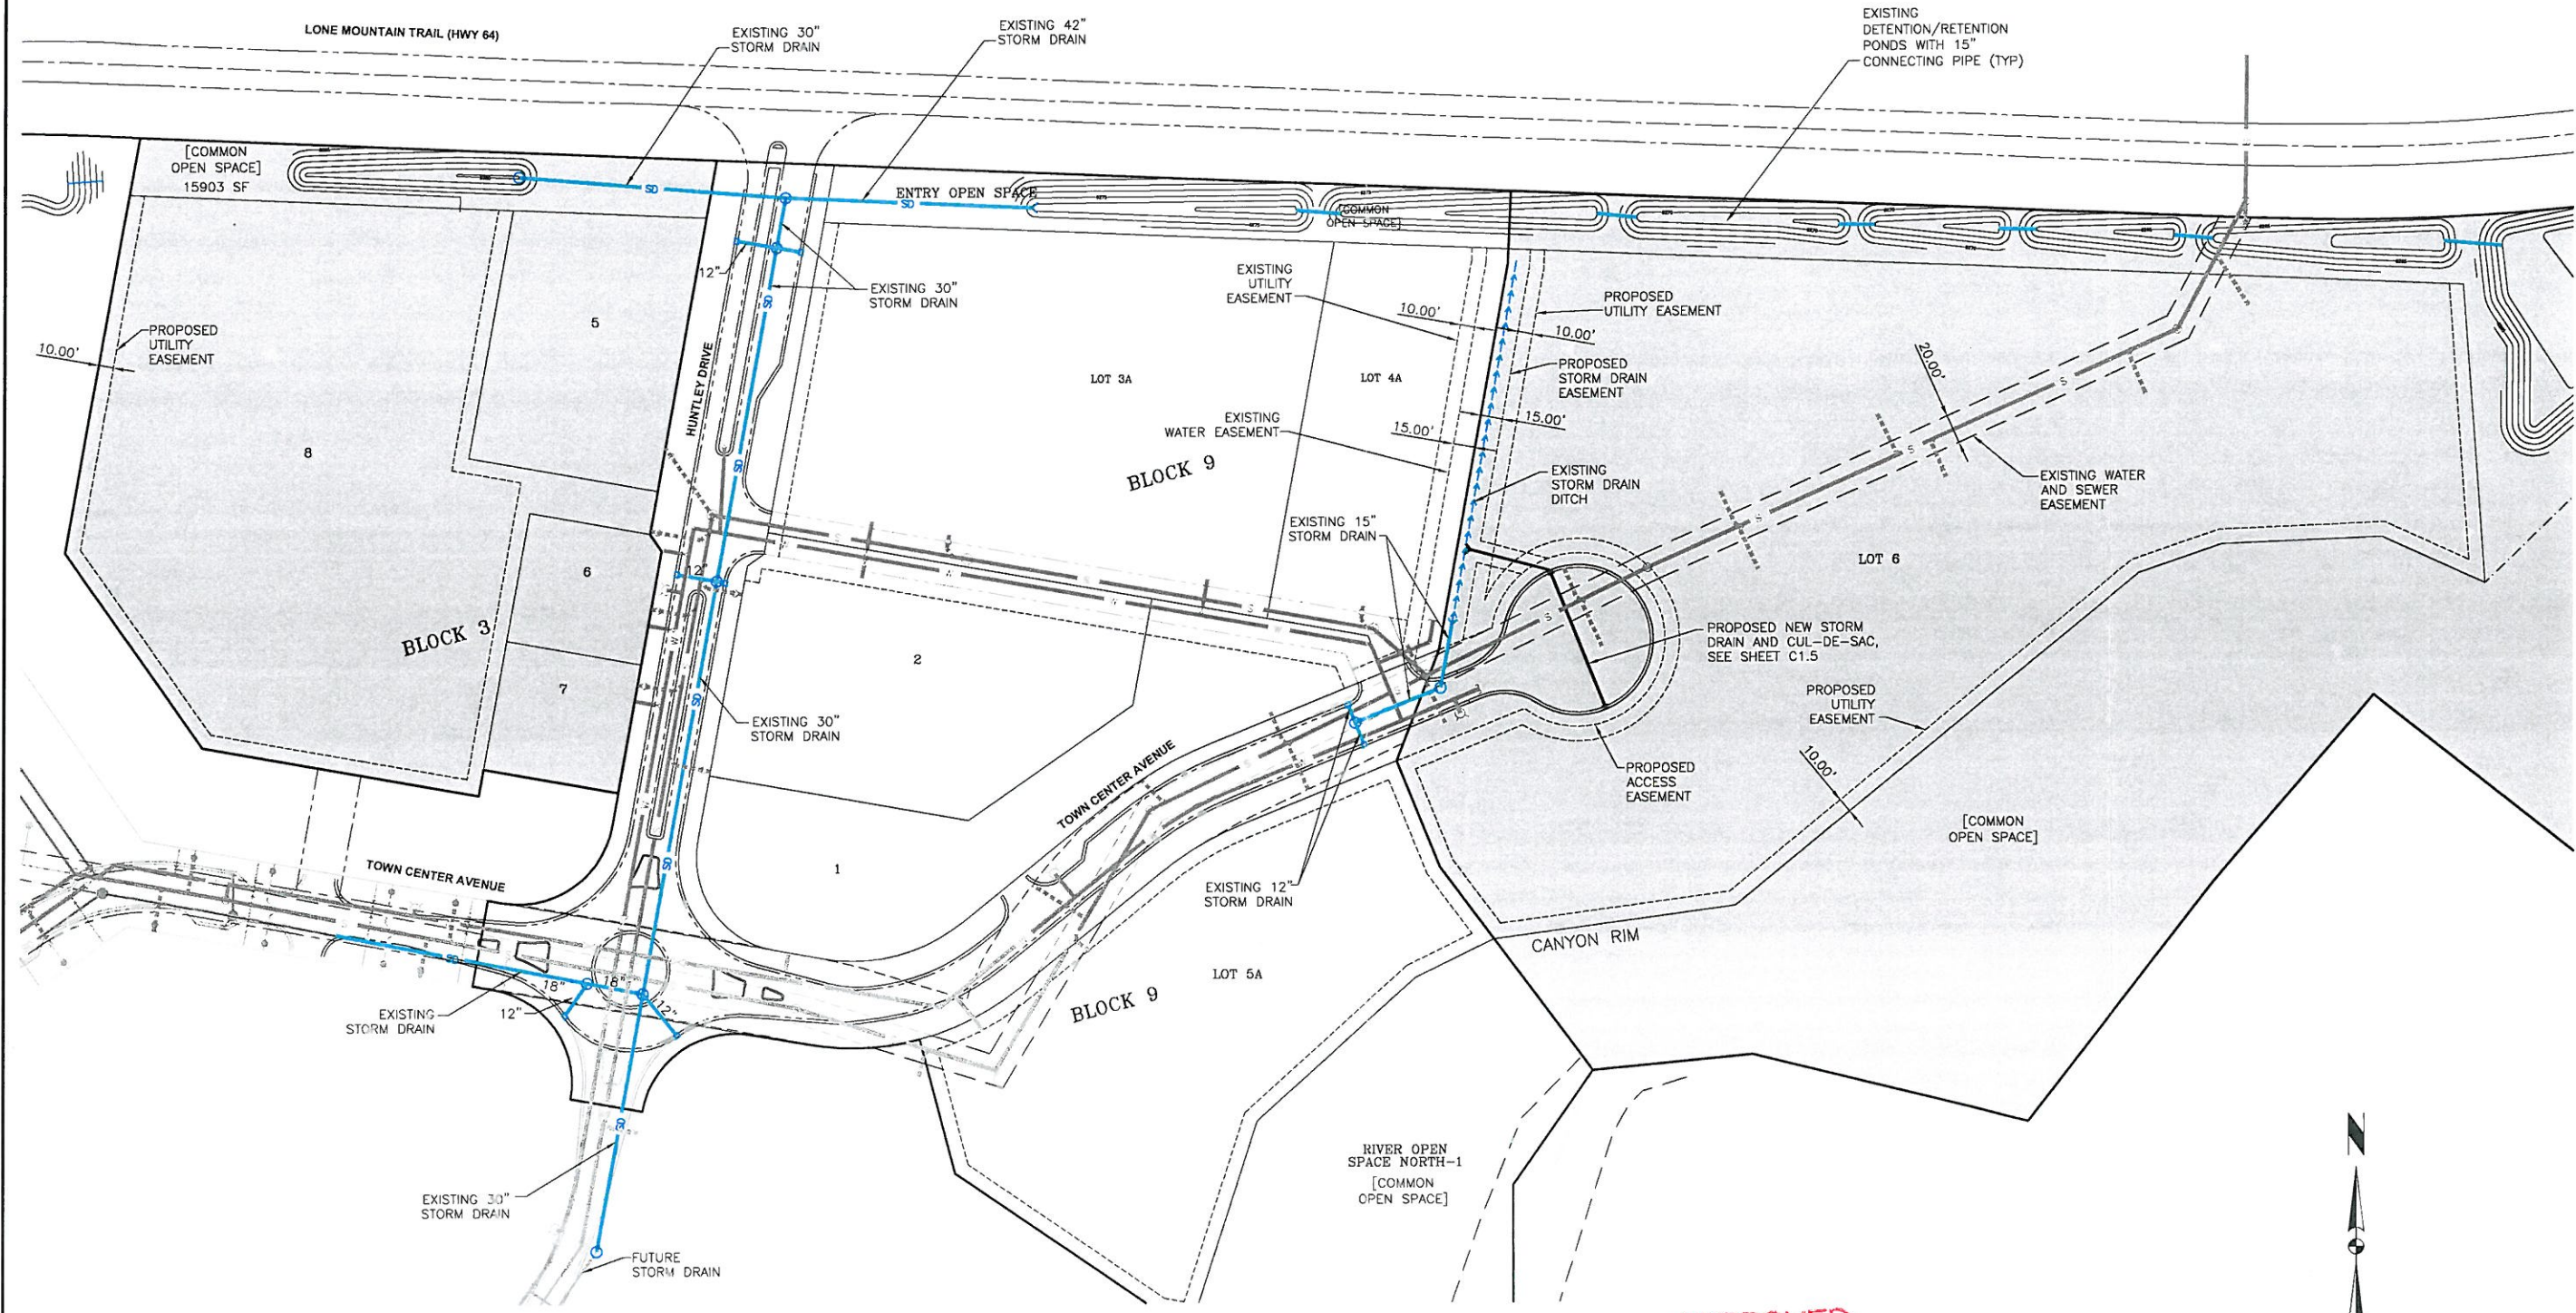 LONE MOUNTAIN TRAIL (HWY 64)
EXISTING 30"
STORM DRAIN
EXISTING 42"
STORM DRAIN
EXISTING
DETENTION/RETENTION
PONDS WITH 15"
CONNECTING PIPE (TYP)
[COMMON
OPEN SPACE]
15903 SF
SD
ENTRY OPEN SPACE
SD
[COMMON
OPEN SPACE]
12"
EXISTING 30"
STORM DRAIN
SD
EXISTING
UTILITY
EASEMENT
10.00'
PROPOSED
UTILITY EASEMENT
10.00'
PROPOSED
UTILITY
EASEMENT
10.00'
5
HUNTLEY DRIVE
LOT 3A
LOT 4A
PROPOSED
STORM DRAIN
EASEMENT
20.00'
S
8
SD
EXISTING
WATER EASEMENT
15.00'
15.00'
BLOCK 9
EXISTING
STORM DRAIN
DITCH
S
EXISTING WATER
AND SEWER
EASEMENT
EXISTING 15"
STORM DRAIN
S
LOT 6
6
12"
S
S
BLOCK 3
W
2
PROPOSED NEW STORM
DRAIN AND CUL-DE-SAC,
SEE SHEET C1.5
7
SD
EXISTING 30"
STORM DRAIN
PROPOSED
UTILITY
EASEMENT
TOWN CENTER AVENUE
PROPOSED
ACCESS
EASEMENT
10.00'
[COMMON
OPEN SPACE]
TOWN CENTER AVENUE
SD
1
EXISTING 12"
STORM DRAIN
CANYON RIM
SD
18"
18"
12"
12"
EXISTING
STORM DRAIN
LOT 5A
BLOCK 9
SD
RIVER OPEN
SPACE NORTH-1
[COMMON
OPEN SPACE]
N
EXISTING 30"
STORM DRAIN
FUTURE
STORM DRAIN